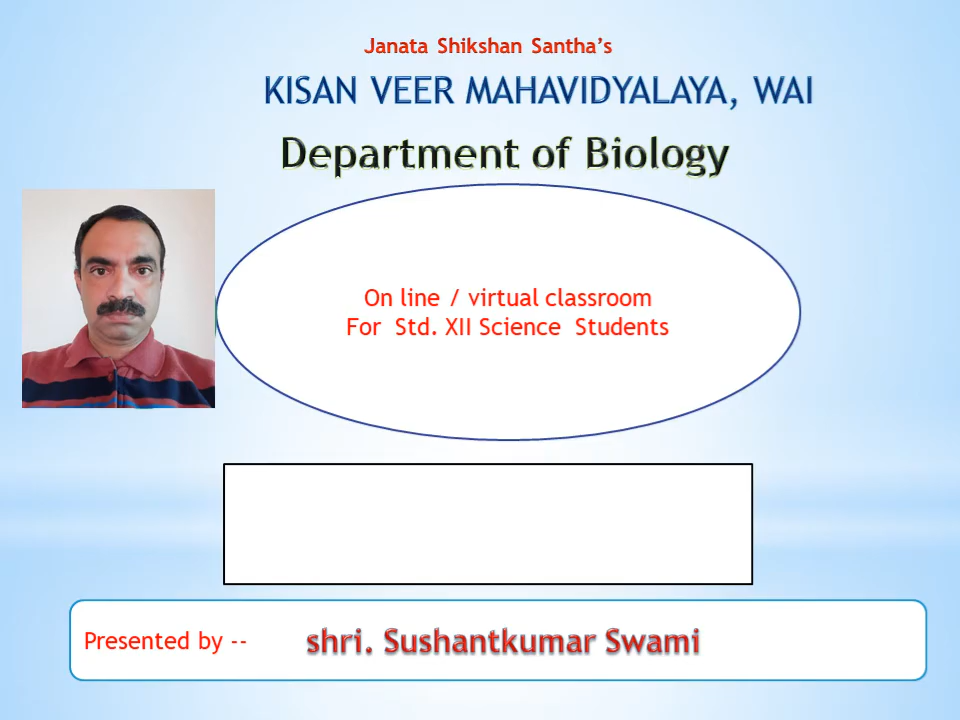 Janata Shikshan Santha’s
KISAN VEER MAHAVIDYALAYA, WAI
Department of Biology
On line / virtual classroom
For Std. XII Science Students
Presented by -- shri. Sushantkumar Swami